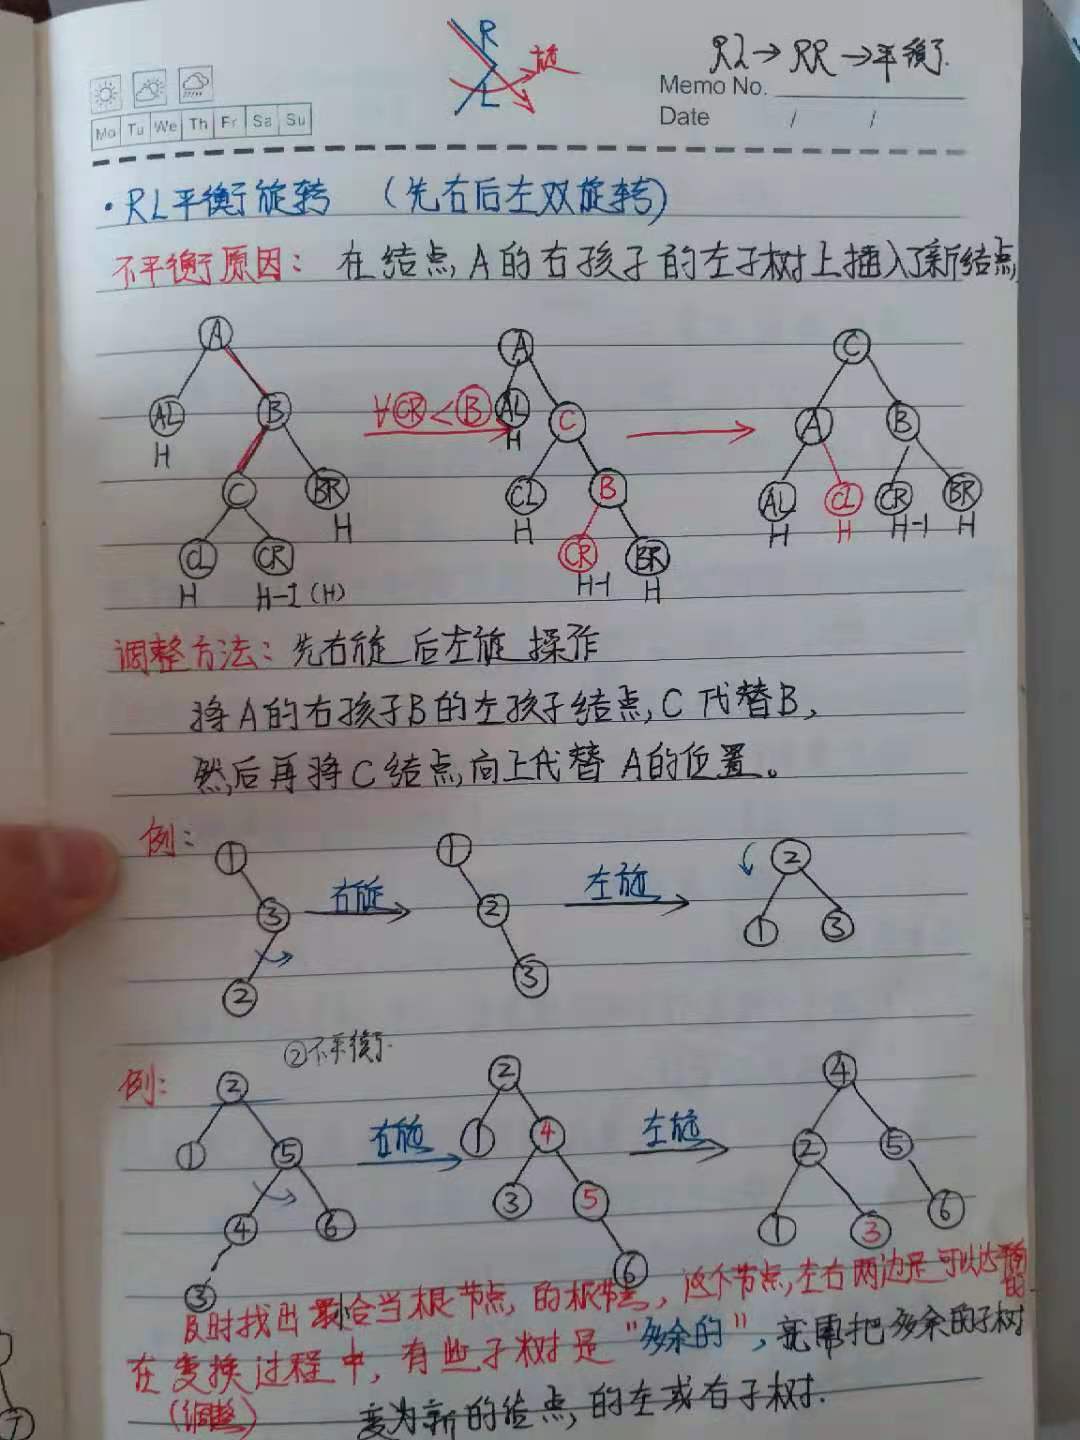 R
L
旋
RL→RR→平衡了.
Memo No.
Date / /
Mo Tu We Th Fr Sa Su
·RL平衡旋转 (先右后左双旋转)
不平衡原因: 在结点A的右孩子的左子树上插入了新结点
A A C
AL B ∀CR<B AL C A B
H H
C BR CL B AL CL CR BR
H H H H H-1 H
CL CR CR BR
H H-1(H) H-1 H
调整方法: 先右旋 后左旋 操作
将A的右孩子B的左孩子结点C代替B,
然后再将C结点向上代替A的位置。
例:
1 1 2
3 右旋 2 左旋 1 3
2 3
②不平衡了.
例:
2 2 4
1 5 右旋 1 4 左旋 2 5
4 6 3 5 1 3 6
3 6
及时找出 合当根节点的根节点, 这个节点左右两边是可以达
在变换过程中, 有些子树是"多余的", 就需把多余的子树
(调整) 变为新的结点的左或右子树.
7